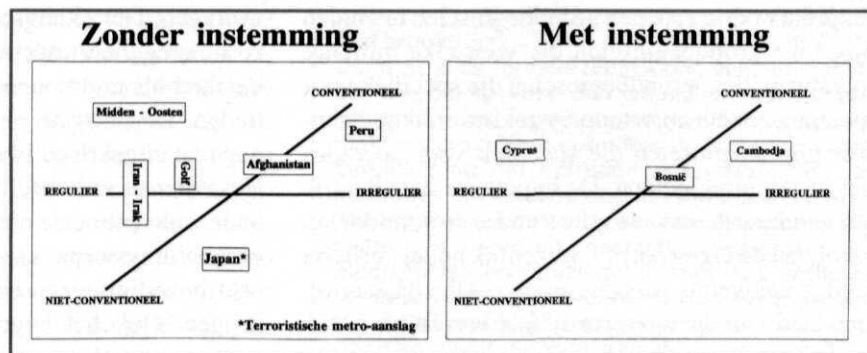 Zonder instemming
CONVENTIONEEL
Midden - Oosten
Peru
Afghanistan
Golf
Iran - Irak
REGULIER
IRREGULIER
Japan*
NIET-CONVENTIONEEL
*Terroristische metro-aanslag
Met instemming
CONVENTIONEEL
Cyprus
Cambodja
Bosnië
REGULIER
IRREGULIER
NIET-CONVENTIONEEL